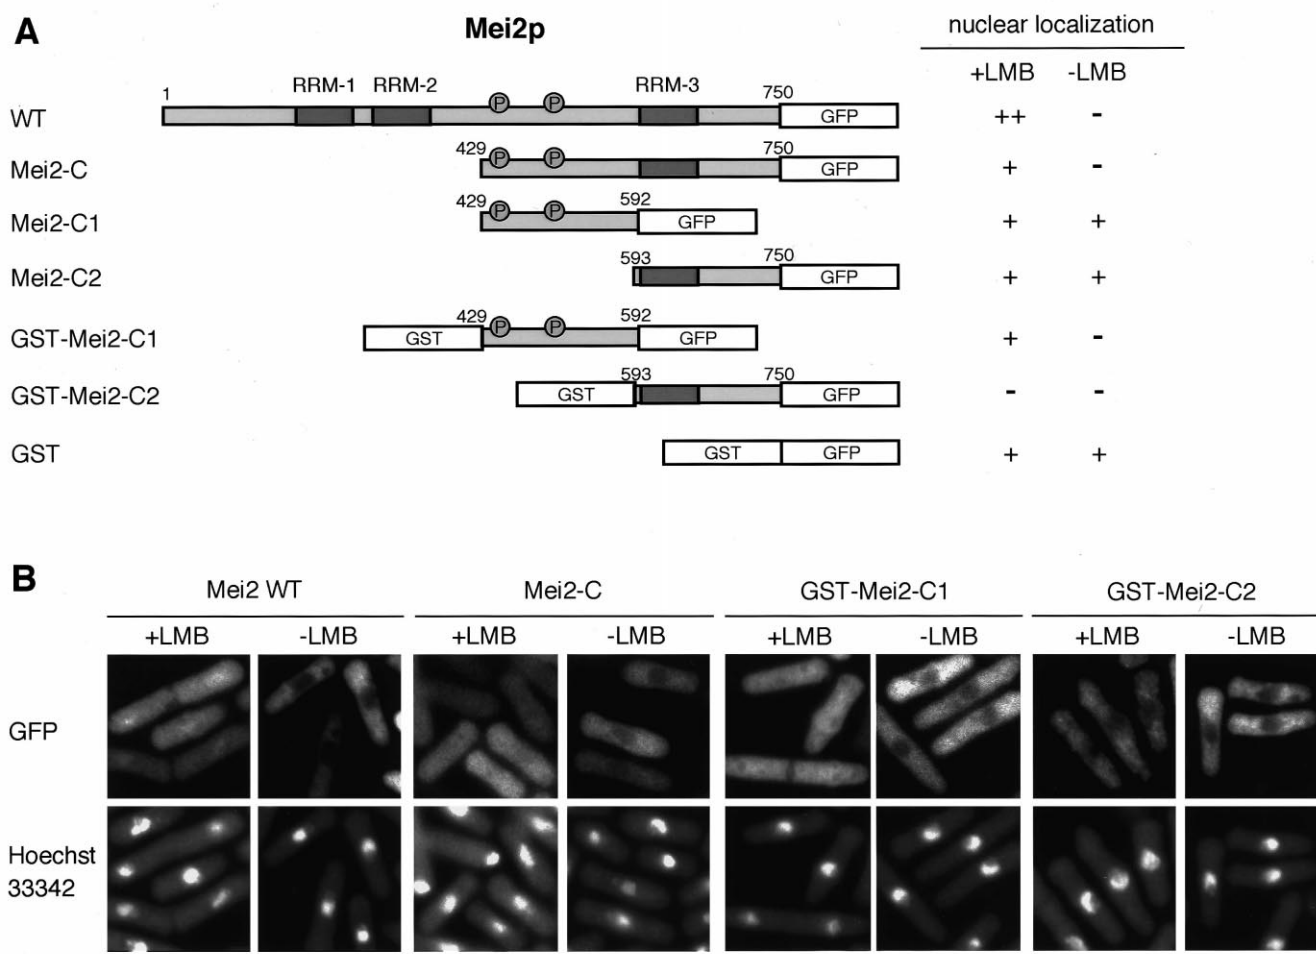 A
Mei2p
nuclear localization
+LMB -LMB
1 RRM-1 RRM-2 P P RRM-3 750
WT GFP ++ -
429 P P 750
Mei2-C GFP + -
429 P P 592
Mei2-C1 GFP + +
593 750
Mei2-C2 GFP + +
429 P P 592
GST-Mei2-C1 GST GFP + -
593 750
GST-Mei2-C2 GST GFP - -
GST GST GFP + +
B
Mei2 WT Mei2-C GST-Mei2-C1 GST-Mei2-C2
+LMB -LMB +LMB -LMB +LMB -LMB +LMB -LMB
GFP
Hoechst
33342